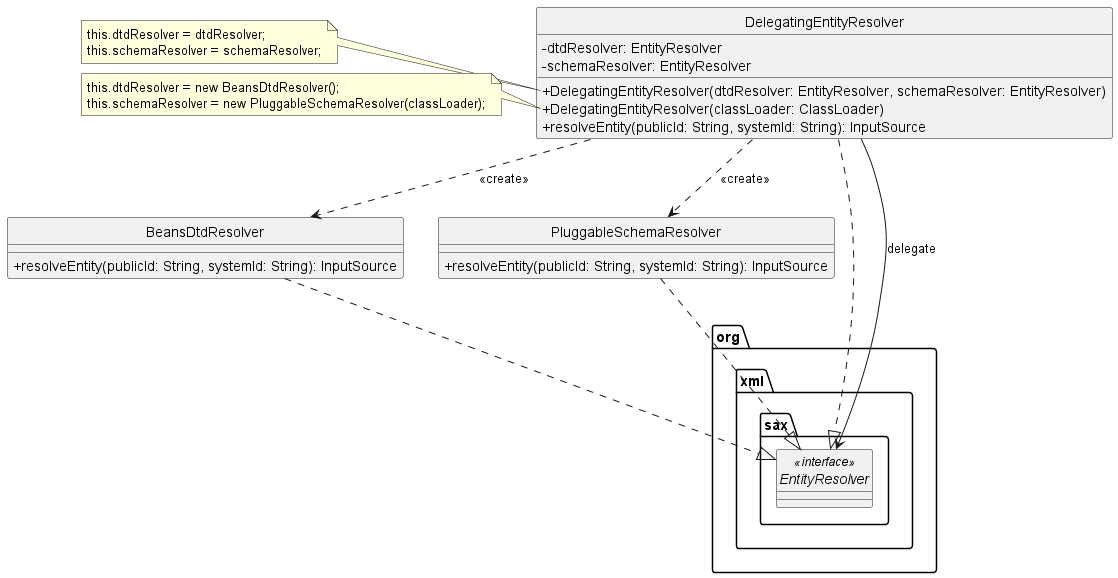 this.dtdResolver = dtdResolver;
this.schemaResolver = schemaResolver;
this.dtdResolver = new BeansDtdResolver();
this.schemaResolver = new PluggableSchemaResolver(classLoader);
DelegatingEntityResolver
-dtdResolver: EntityResolver
-schemaResolver: EntityResolver
+DelegatingEntityResolver(dtdResolver: EntityResolver, schemaResolver: EntityResolver)
+DelegatingEntityResolver(classLoader: ClassLoader)
+resolveEntity(publicId: String, systemId: String): InputSource
«create»
«create»
delegate
BeansDtdResolver
+resolveEntity(publicId: String, systemId: String): InputSource
PluggableSchemaResolver
+resolveEntity(publicId: String, systemId: String): InputSource
org
xml
sax
«interface»
EntityResolver